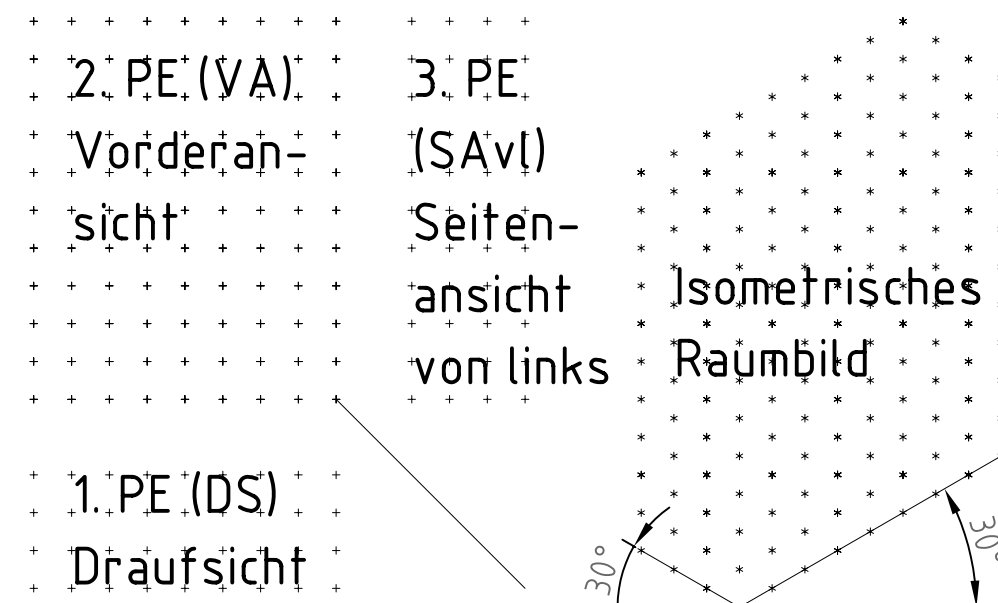 2. PE (VA)
Vorderan-
sicht
3. PE
(SAvl)
Seiten-
ansicht
von links
Isometrisches
Raumbild
1. PE (DS)
Draufsicht
30°
30°